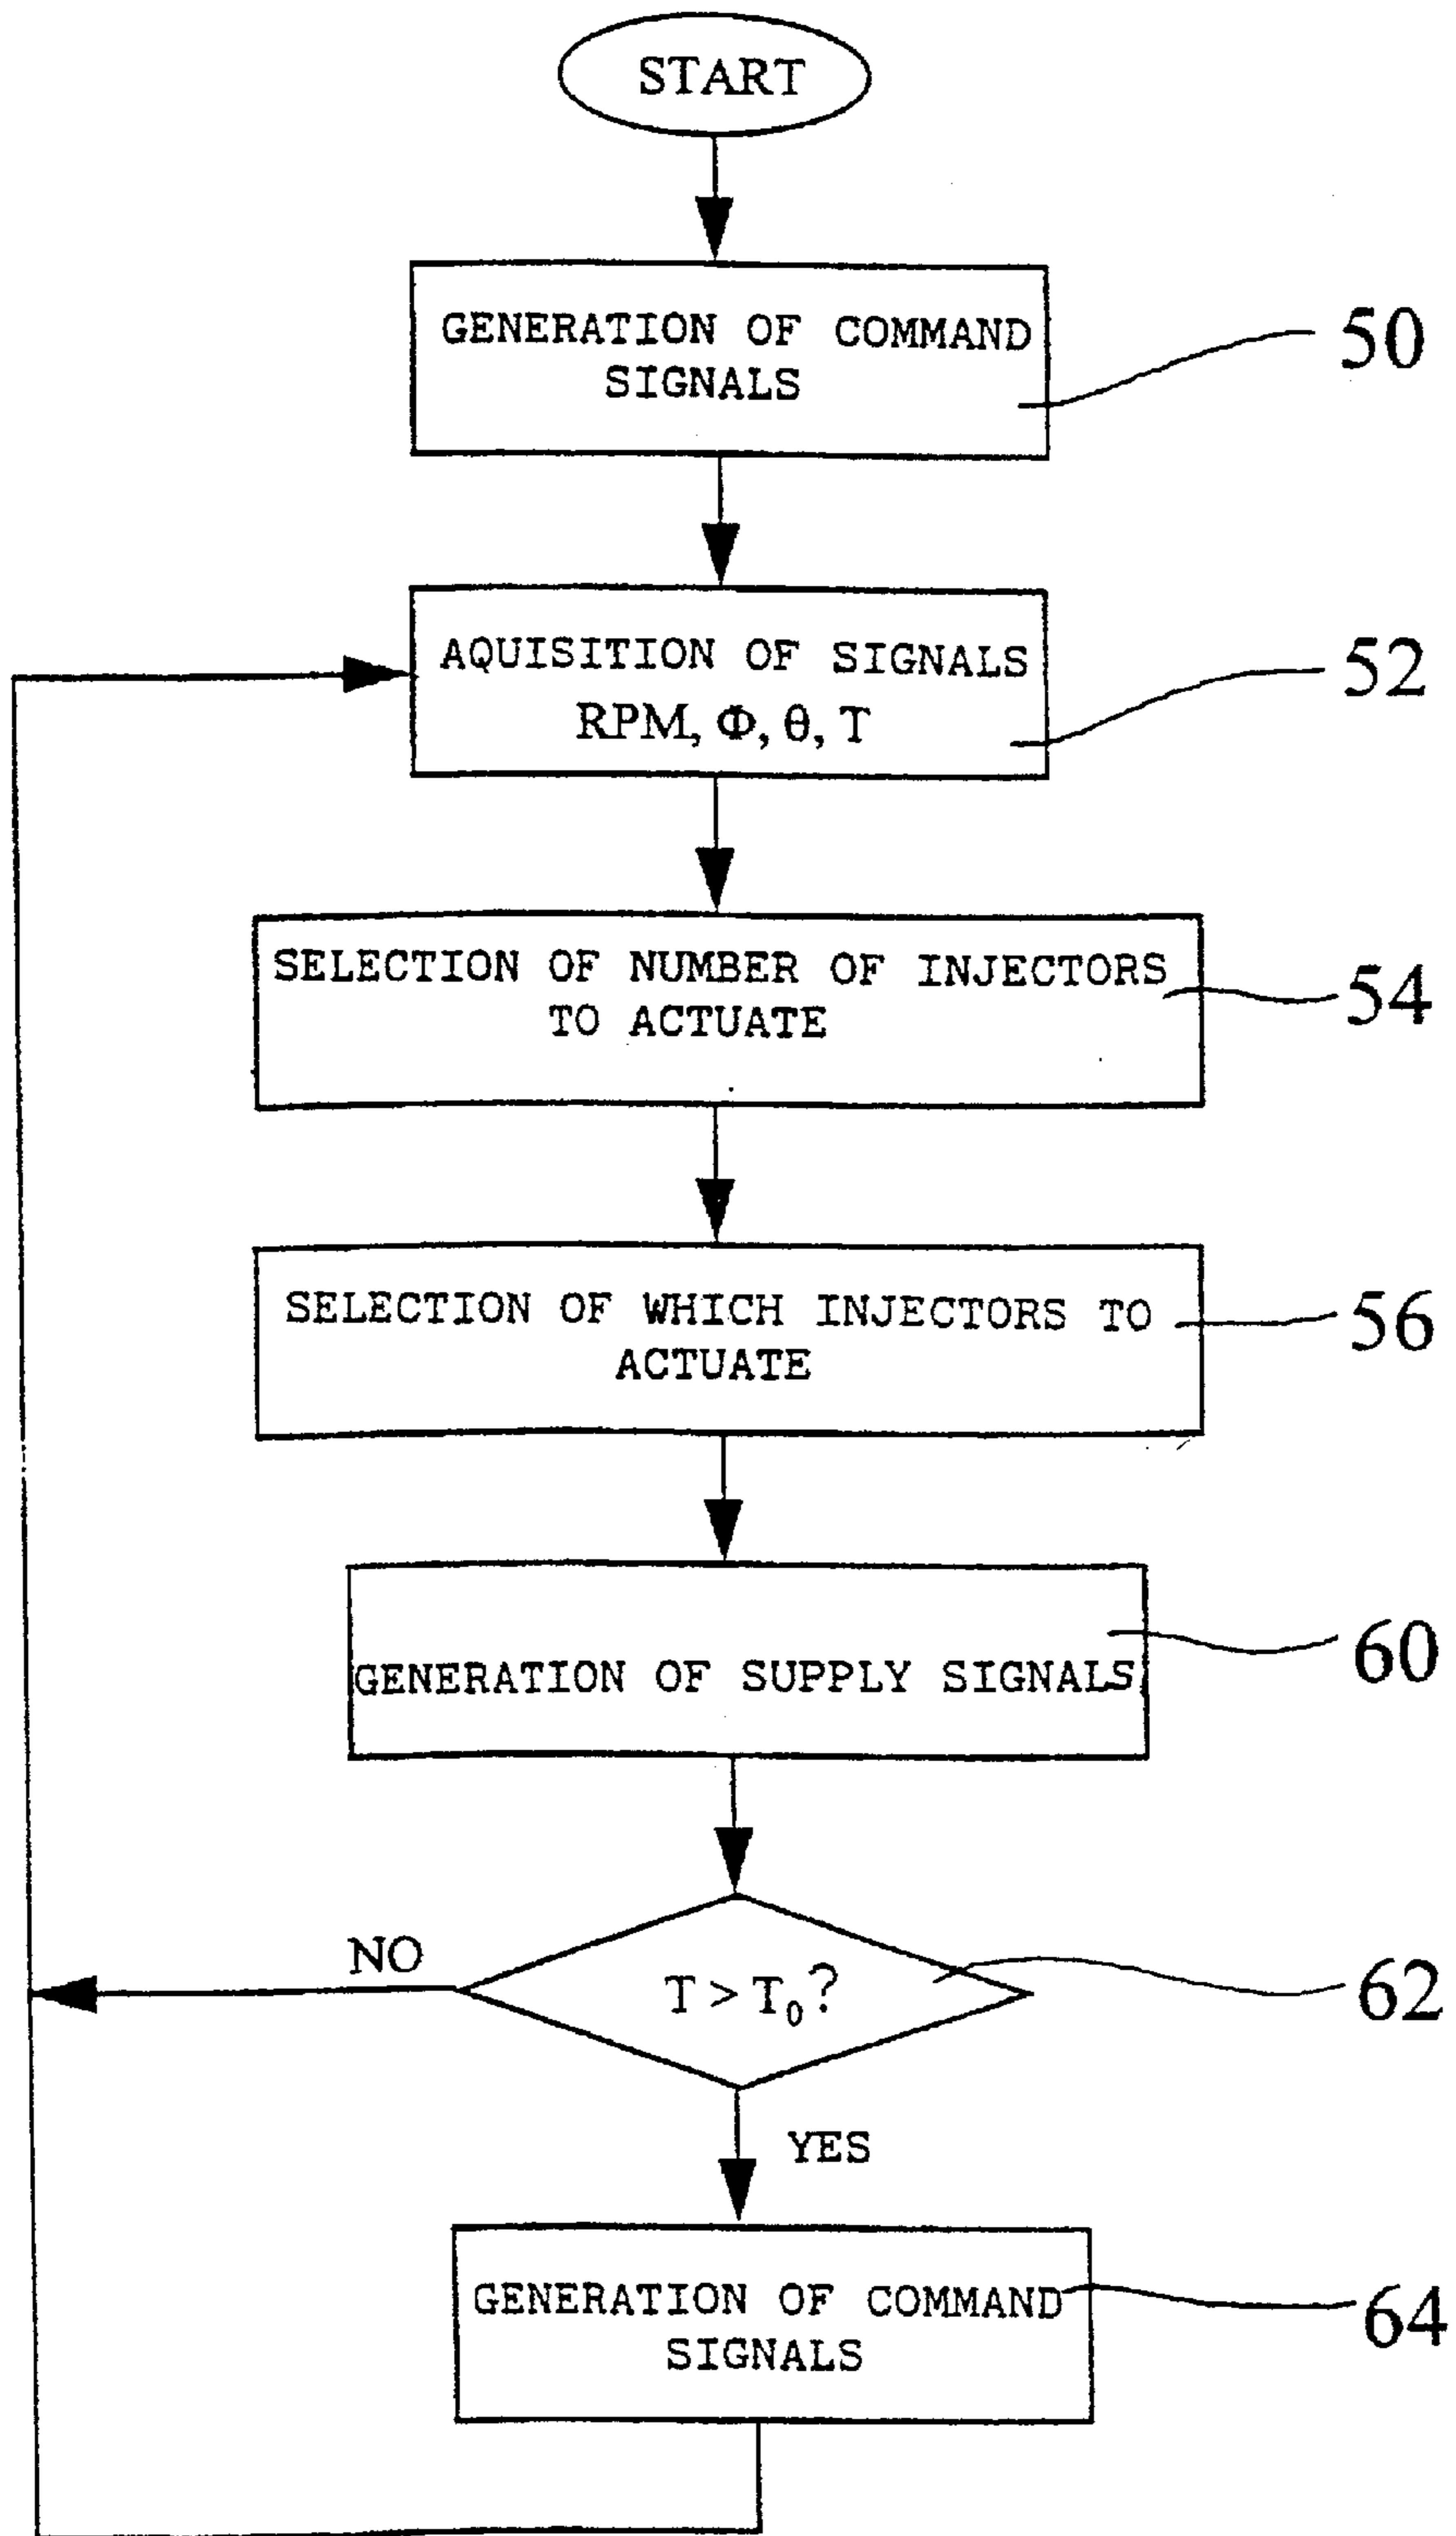 START
GENERATION OF COMMAND
SIGNALS
50
AQUISITION OF SIGNALS
RPM, Φ, θ, T
52
SELECTION OF NUMBER OF INJECTORS
TO ACTUATE
54
SELECTION OF WHICH INJECTORS TO
ACTUATE
56
GENERATION OF SUPPLY SIGNALS
60
NO
T > T₀?
62
YES
GENERATION OF COMMAND
SIGNALS
64